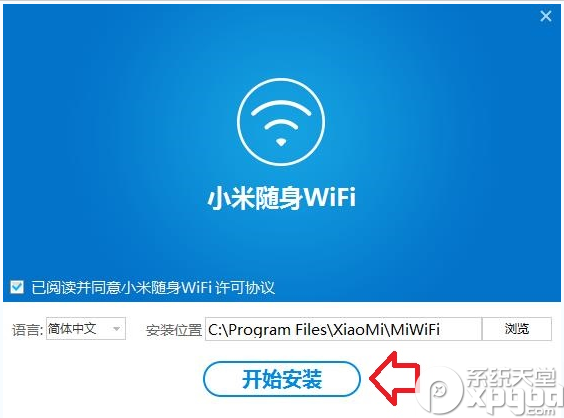 小米随身WiFi
已阅读并同意小米随身WiFi 许可协议
语言: 简体中文 安装位置 C:\Program Files\XiaoMi\MiWiFi 浏览
开始安装
系统天堂